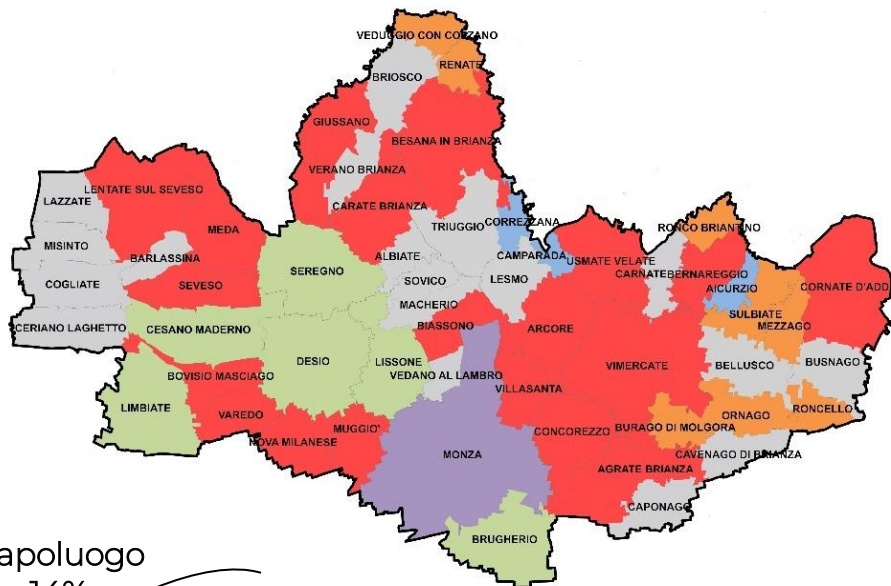 VEDUGGIO CON COLZANO
RENATE
BRIOSCO
GIUSSANO
BESANA IN BRIANZA
VERANO BRIANZA
CARATE BRIANZA
LAZZATE
LENTATE SUL SEVESO
MISINTO
MEDA
BARLASSINA
COGLIATE
SEVESO
CERIANO LAGHETTO
CESANO MADERNO
SEREGNO
ALBIATE
TRIUGGIO
CORREZZANA
CAMPARADA
SOVICO
LESMO
MACHERIO
BIASSONO
USMATE VELATE
RONCO BRIANTINO
CARNATE
BERNAREGGIO
AICURZIO
CORNATE D'ADD
SULBIATE
MEZZAGO
ARCORE
DESIO
LISSONE
VEDANO AL LAMBRO
BOVISIO MASCIAGO
LIMBIATE
VAREDO
VILLASANTA
VIMERCATE
BELLUSCO
BUSNAGO
NOVA MILANESE
MUGGIO'
MONZA
CONCOREZZO
BURAGO DI MOLGORA
ORNAGO
RONCELLO
CAVENAGO DI BRIANZA
AGRATE BRIANZA
CAPONAGO
BRUGHERIO
apoluogo
14%